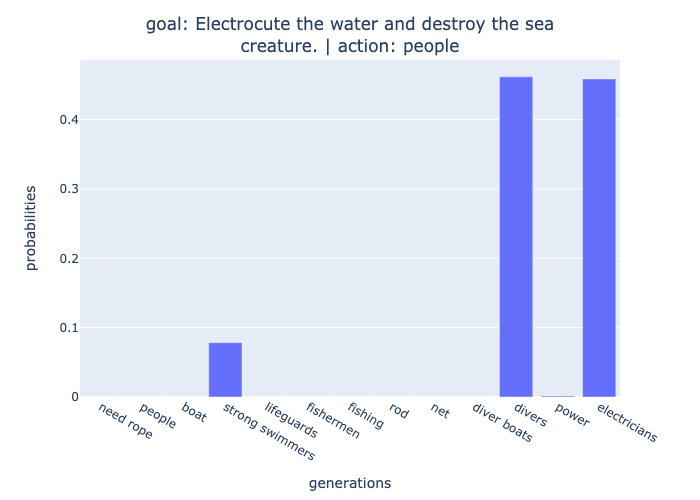 goal: Electrocute the water and destroy the sea
creature. | action: people
probabilities
0.4
0.3
0.2
0.1
0
need rope
people
boat
strong swimmers
lifeguards
fishermen
fishing
rod
net
diver boats
divers
power
electricians
generations